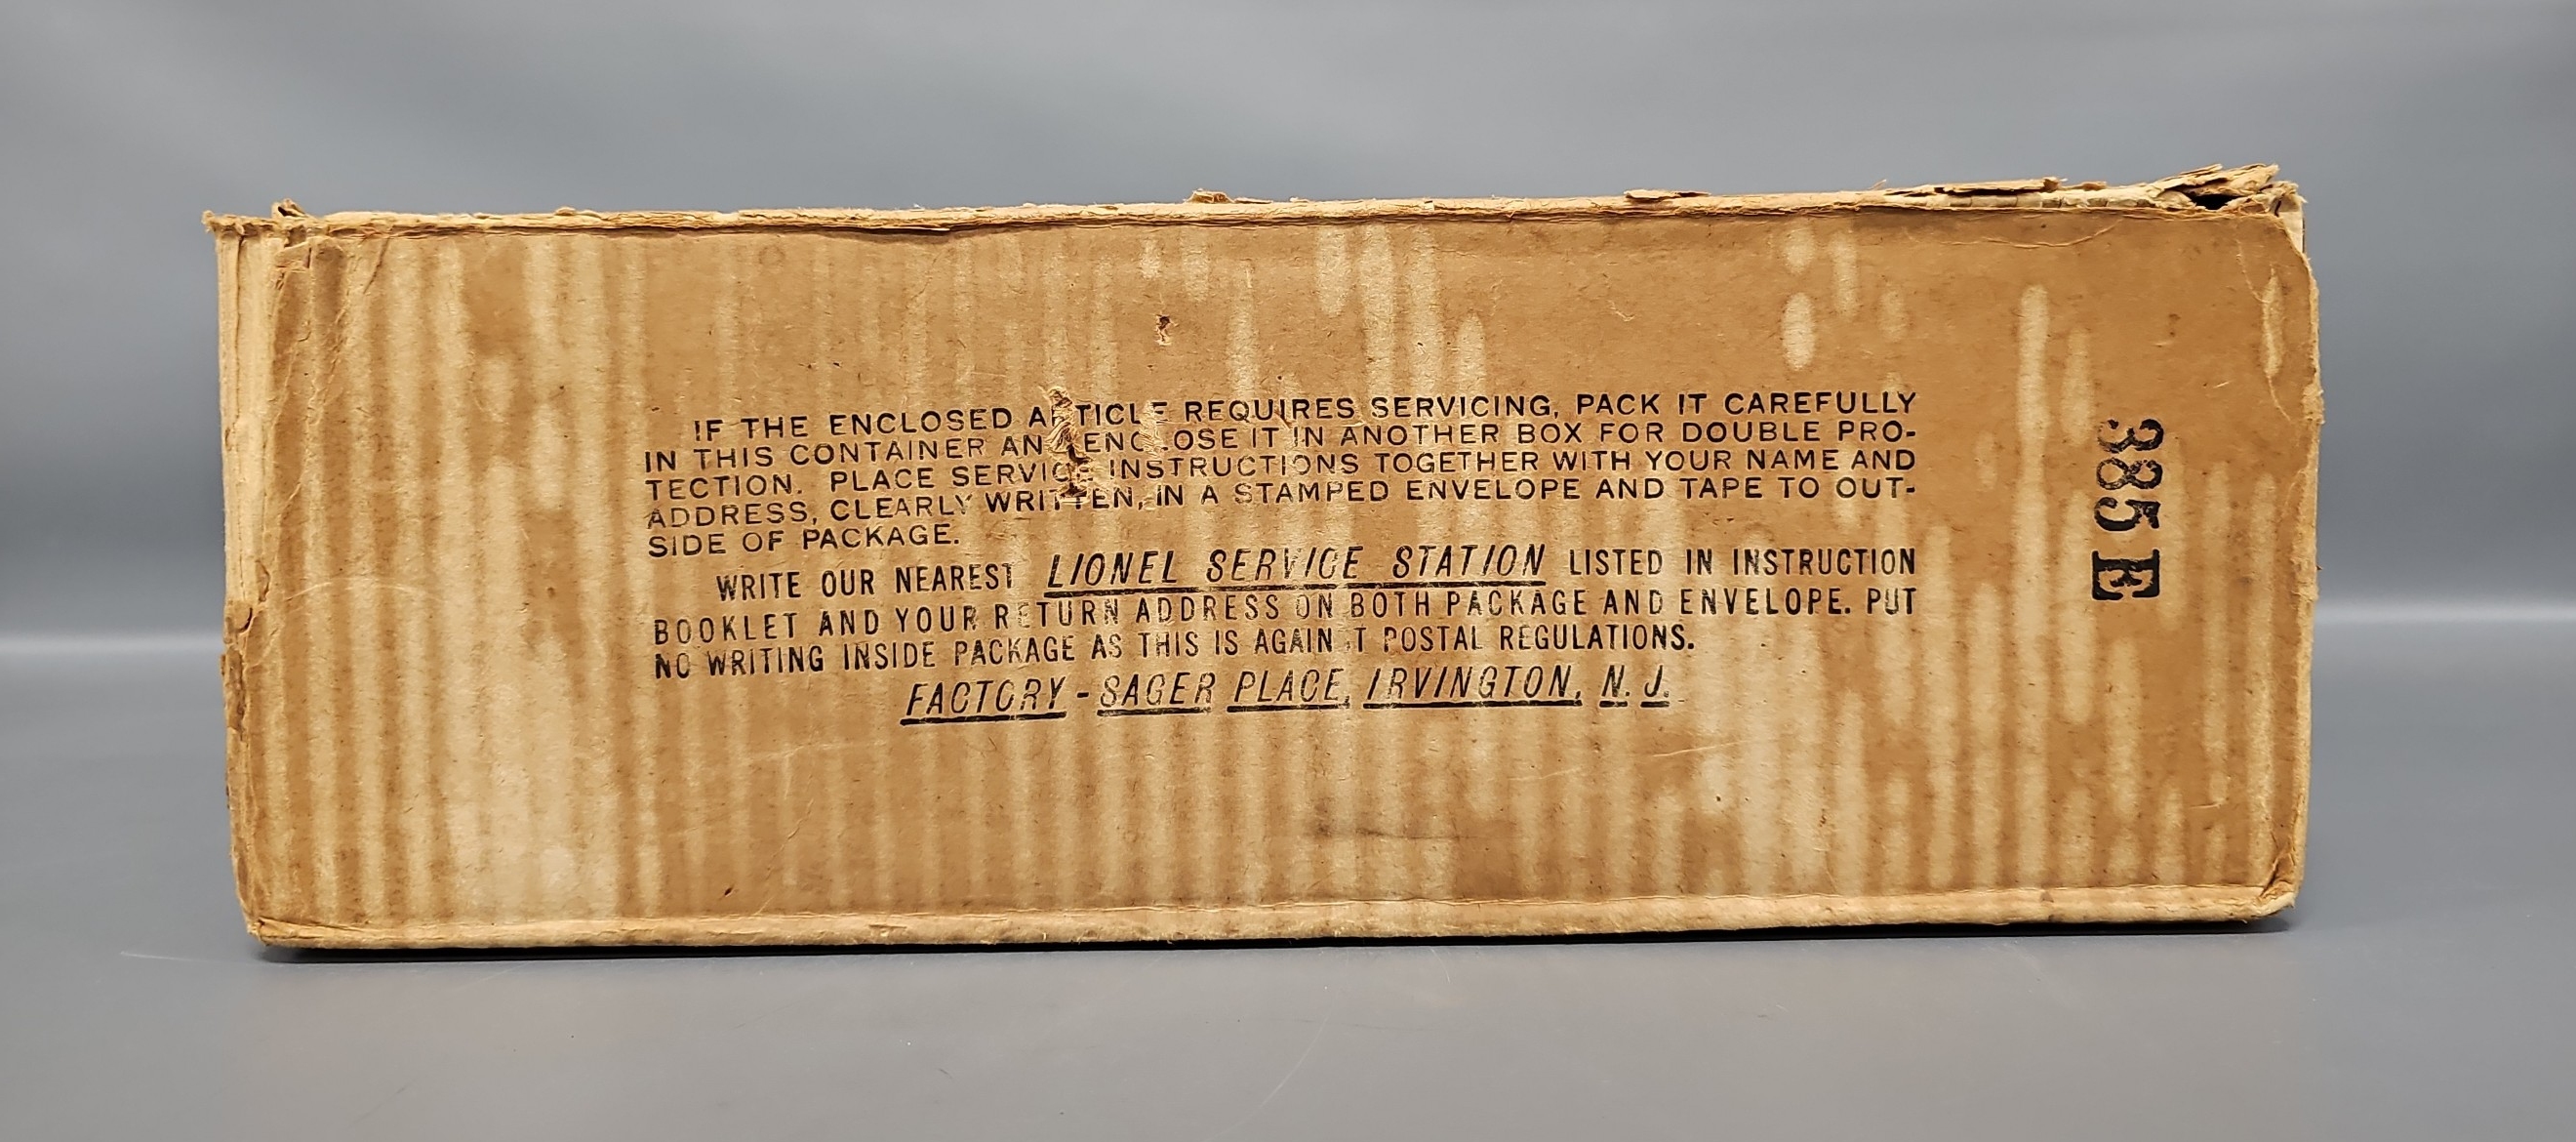 IF THE ENCLOSED ARTICLE REQUIRES SERVICING, PACK IT CAREFULLY
IN THIS CONTAINER AND ENCLOSE IT IN ANOTHER BOX FOR DOUBLE PRO-
TECTION. PLACE SERVICE INSTRUCTIONS TOGETHER WITH YOUR NAME AND
ADDRESS, CLEARLY WRITTEN, IN A STAMPED ENVELOPE AND TAPE TO OUT-
SIDE OF PACKAGE.
WRITE OUR NEAREST LIONEL SERVICE STATION LISTED IN INSTRUCTION
BOOKLET AND YOUR RETURN ADDRESS ON BOTH PACKAGE AND ENVELOPE. PUT
NO WRITING INSIDE PACKAGE AS THIS IS AGAINST POSTAL REGULATIONS.
FACTORY - SAGER PLACE, IRVINGTON, N. J.
385 E